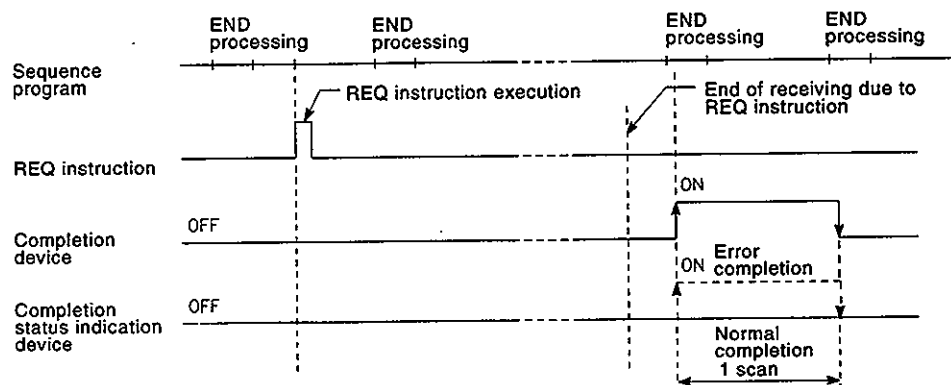 END processing
END processing
END processing
END processing
Sequence program
REQ instruction execution
End of receiving due to REQ instruction
REQ instruction
ON
OFF
Completion device
ON
Error completion
OFF
Completion status indication device
Normal completion
1 scan